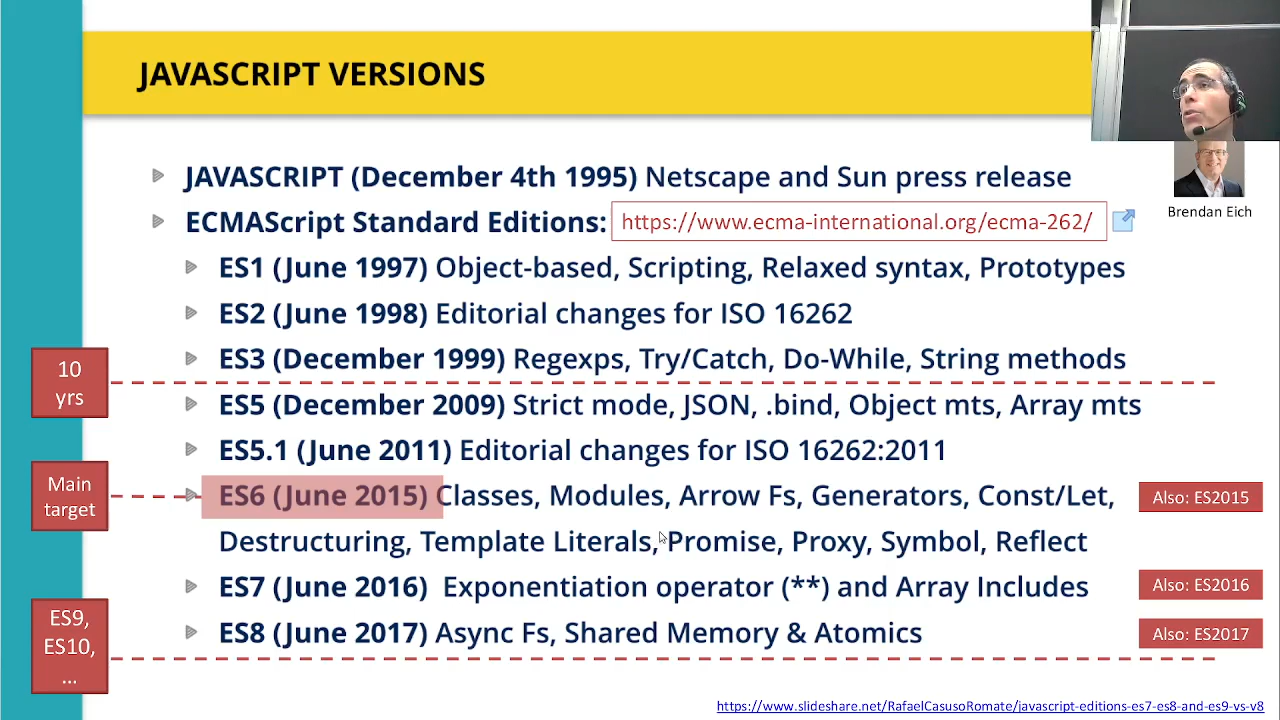 JAVASCRIPT VERSIONS
JAVASCRIPT (December 4th 1995) Netscape and Sun press release
Brendan Eich
ECMAScript Standard Editions: https://www.ecma-international.org/ecma-262/
ES1 (June 1997) Object-based, Scripting, Relaxed syntax, Prototypes
ES2 (June 1998) Editorial changes for ISO 16262
ES3 (December 1999) Regexps, Try/Catch, Do-While, String methods
10
yrs
ES5 (December 2009) Strict mode, JSON, .bind, Object mts, Array mts
ES5.1 (June 2011) Editorial changes for ISO 16262:2011
Main
target
ES6 (June 2015) Classes, Modules, Arrow Fs, Generators, Const/Let,
Also: ES2015
Destructuring, Template Literals, Promise, Proxy, Symbol, Reflect
ES7 (June 2016) Exponentiation operator (**) and Array Includes
Also: ES2016
ES8 (June 2017) Async Fs, Shared Memory & Atomics
Also: ES2017
ES9,
ES10,
...
https://www.slideshare.net/RafaelCasusoRomate/javascript-editions-es7-es8-and-es9-vs-v8